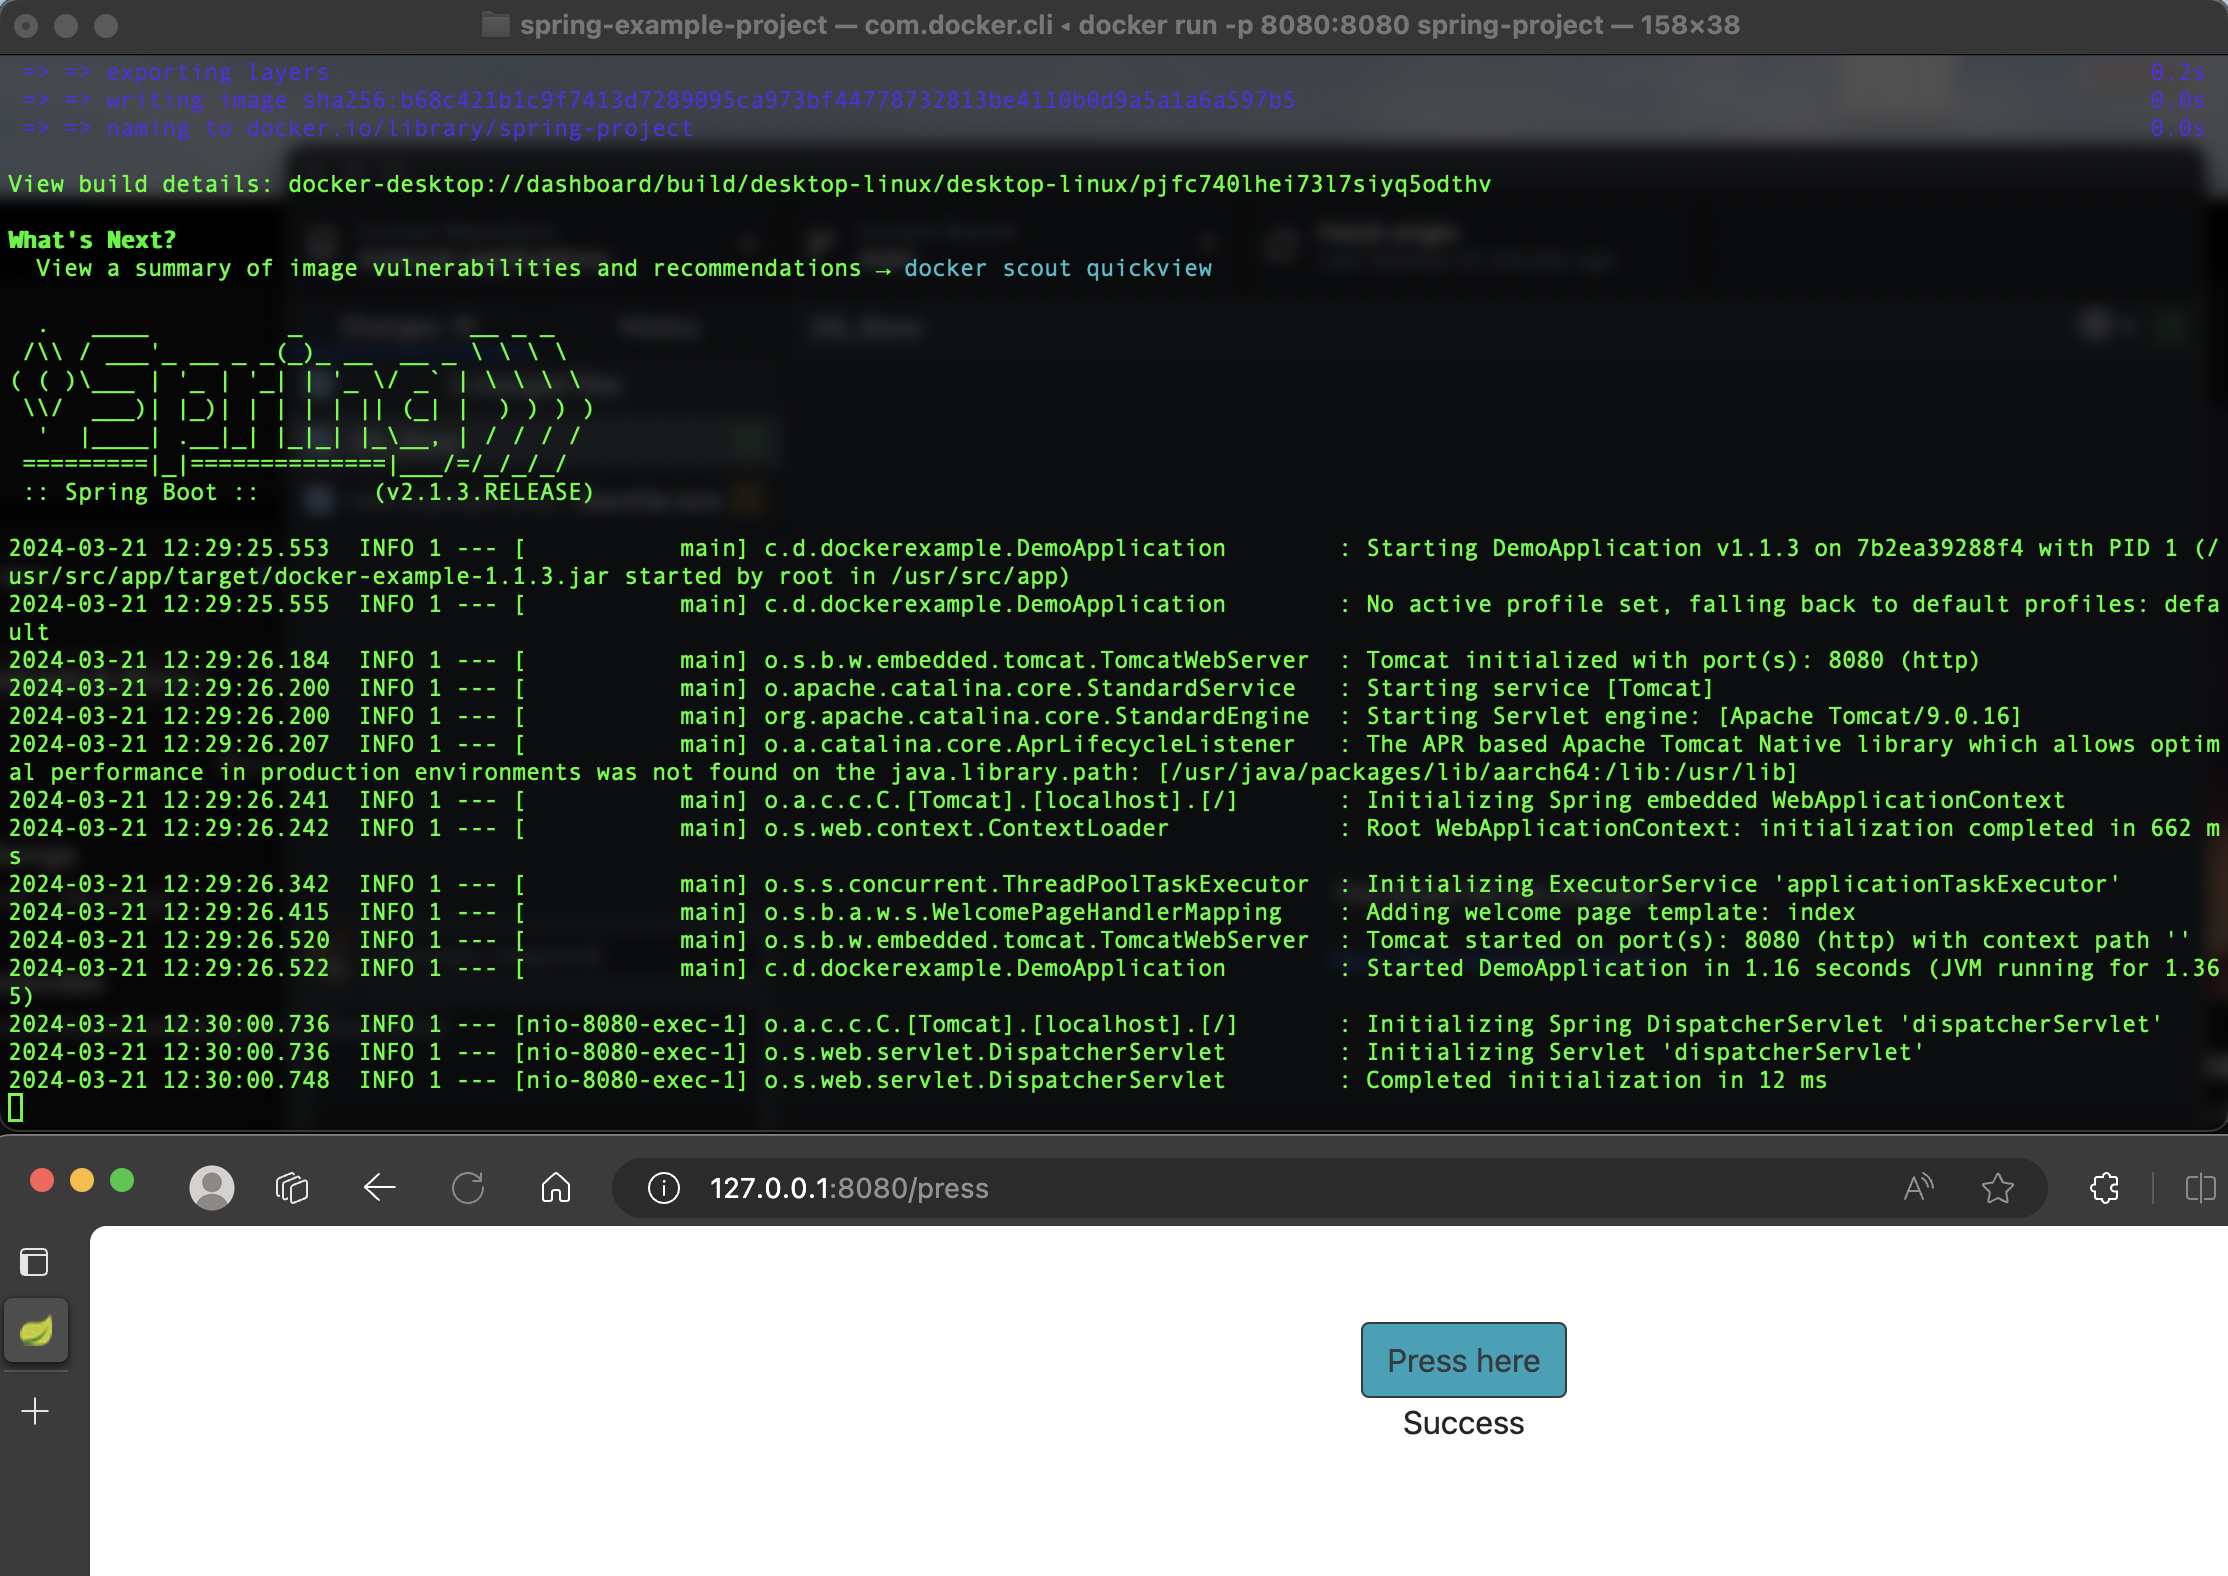 spring-example-project — com.docker.cli ◂ docker run -p 8080:8080 spring-project — 158×38
=> => exporting layers 0.2s
=> => writing image sha256:b68c421b1c9f7413d7289095ca973bf44778732813be4110b0d9a5a1a6a597b5 0.0s
=> => naming to docker.io/library/spring-project 0.0s
View build details: docker-desktop://dashboard/build/desktop-linux/desktop-linux/pjfc740lhei73l7siyq5odthv
What's Next?
View a summary of image vulnerabilities and recommendations → docker scout quickview
  .   ____          _            __ _ _
 /\\ / ___'_ __ _ _(_)_ __  __ _ \ \ \ \
( ( )\___ | '_ | '_| | '_ \/ _` | \ \ \ \
 \\/  ___)| |_)| | | | | || (_| |  ) ) ) )
  '  |____| .__|_| |_|_| |_\__, | / / / /
 =========|_|==============|___/=/_/_/_/
:: Spring Boot ::        (v2.1.3.RELEASE)
2024-03-21 12:29:25.553  INFO 1 --- [           main] c.d.dockerexample.DemoApplication        : Starting DemoApplication v1.1.3 on 7b2ea39288f4 with PID 1 (/
usr/src/app/target/docker-example-1.1.3.jar started by root in /usr/src/app)
2024-03-21 12:29:25.555  INFO 1 --- [           main] c.d.dockerexample.DemoApplication        : No active profile set, falling back to default profiles: defa
ult
2024-03-21 12:29:26.184  INFO 1 --- [           main] o.s.b.w.embedded.tomcat.TomcatWebServer  : Tomcat initialized with port(s): 8080 (http)
2024-03-21 12:29:26.200  INFO 1 --- [           main] o.apache.catalina.core.StandardService   : Starting service [Tomcat]
2024-03-21 12:29:26.200  INFO 1 --- [           main] org.apache.catalina.core.StandardEngine  : Starting Servlet engine: [Apache Tomcat/9.0.16]
2024-03-21 12:29:26.207  INFO 1 --- [           main] o.a.catalina.core.AprLifecycleListener   : The APR based Apache Tomcat Native library which allows optim
al performance in production environments was not found on the java.library.path: [/usr/java/packages/lib/aarch64:/lib:/usr/lib]
2024-03-21 12:29:26.241  INFO 1 --- [           main] o.a.c.c.C.[Tomcat].[localhost].[/]       : Initializing Spring embedded WebApplicationContext
2024-03-21 12:29:26.242  INFO 1 --- [           main] o.s.web.context.ContextLoader            : Root WebApplicationContext: initialization completed in 662 m
s
2024-03-21 12:29:26.342  INFO 1 --- [           main] o.s.s.concurrent.ThreadPoolTaskExecutor  : Initializing ExecutorService 'applicationTaskExecutor'
2024-03-21 12:29:26.415  INFO 1 --- [           main] o.s.b.a.w.s.WelcomePageHandlerMapping    : Adding welcome page template: index
2024-03-21 12:29:26.520  INFO 1 --- [           main] o.s.b.w.embedded.tomcat.TomcatWebServer  : Tomcat started on port(s): 8080 (http) with context path ''
2024-03-21 12:29:26.522  INFO 1 --- [           main] c.d.dockerexample.DemoApplication        : Started DemoApplication in 1.16 seconds (JVM running for 1.36
5)
2024-03-21 12:30:00.736  INFO 1 --- [nio-8080-exec-1] o.a.c.c.C.[Tomcat].[localhost].[/]       : Initializing Spring DispatcherServlet 'dispatcherServlet'
2024-03-21 12:30:00.736  INFO 1 --- [nio-8080-exec-1] o.s.web.servlet.DispatcherServlet        : Initializing Servlet 'dispatcherServlet'
2024-03-21 12:30:00.748  INFO 1 --- [nio-8080-exec-1] o.s.web.servlet.DispatcherServlet        : Completed initialization in 12 ms
127.0.0.1:8080/press
Press here
Success